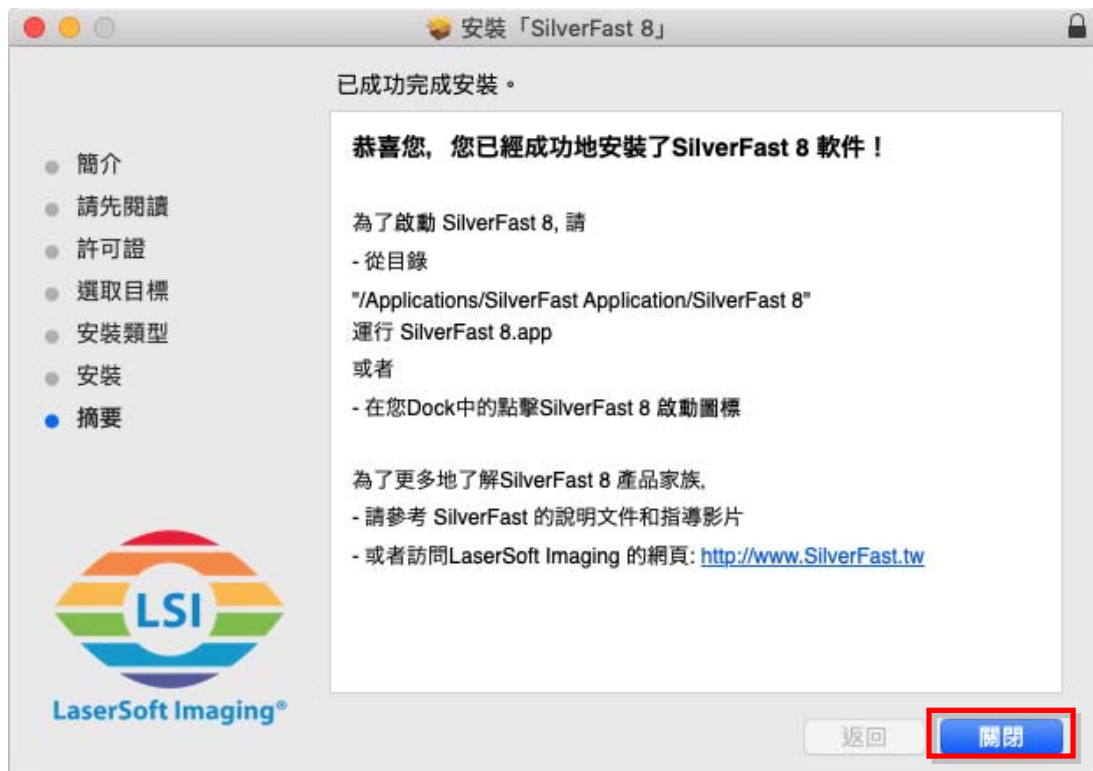 安裝「SilverFast 8」
已成功完成安裝。
簡介
請先閱讀
許可證
選取目標
安裝類型
安裝
摘要
恭喜您，您已經成功地安裝了SilverFast 8 軟件！
為了啟動 SilverFast 8, 請
- 從目錄
"/Applications/SilverFast Application/SilverFast 8"
運行 SilverFast 8.app
或者
- 在您Dock中的點擊SilverFast 8 啟動圖標
為了更多地了解SilverFast 8 產品家族,
- 請參考 SilverFast 的說明文件和指導影片
- 或者訪問LaserSoft Imaging 的網頁: http://www.SilverFast.tw
LSI
LaserSoft Imaging®
返回
關閉